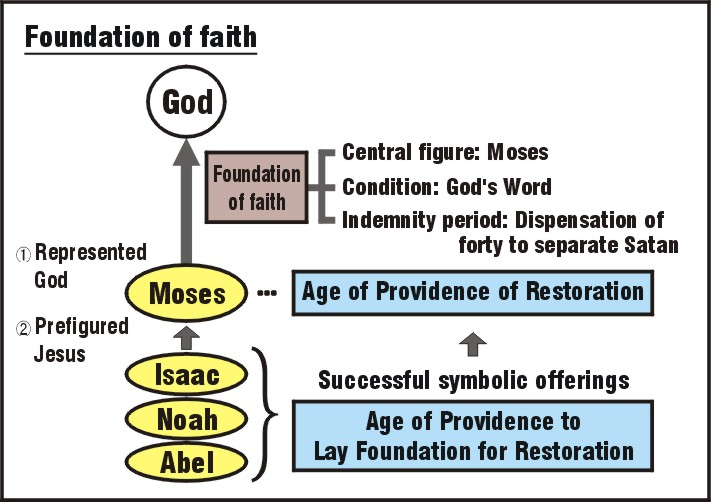 Foundation of faith
God
Foundation
of faith
Central figure: Moses
Condition: God's Word
Indemnity period: Dispensation of
forty to separate Satan
① Represented
God
② Prefigured
Jesus
Moses
...
Age of Providence of Restoration
Isaac
Noah
Abel
Successful symbolic offerings
Age of Providence to
Lay Foundation for Restoration